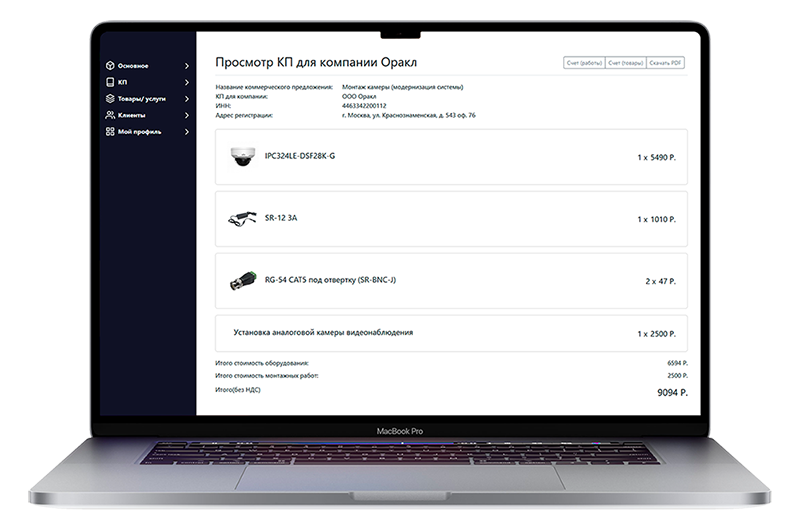 Просмотр КП для компании Оракл
Счет (работы) Счет (товары) Скачать PDF
Основное
КП
Товары/ услуги
Клиенты
Мой профиль
Название коммерческого предложения: Монтаж камеры (модернизация системы)
КП для компании: ООО Оракл
ИНН: 4463342200112
Адрес регистрации: г. Москва, ул. Краснознаменская, д. 543 оф. 76
IPC324LE-DSF28K-G 1 x 5490 Р.
SR-12 3A 1 x 1010 Р.
RG-54 CAT5 под отвертку (SR-BNC-J) 2 x 47 Р.
Установка аналоговой камеры видеонаблюдения 1 x 2500 Р.
Итого стоимость оборудования: 6594 Р.
Итого стоимость монтажных работ: 2500 Р.
Итого(без НДС) 9094 Р.
MacBook Pro